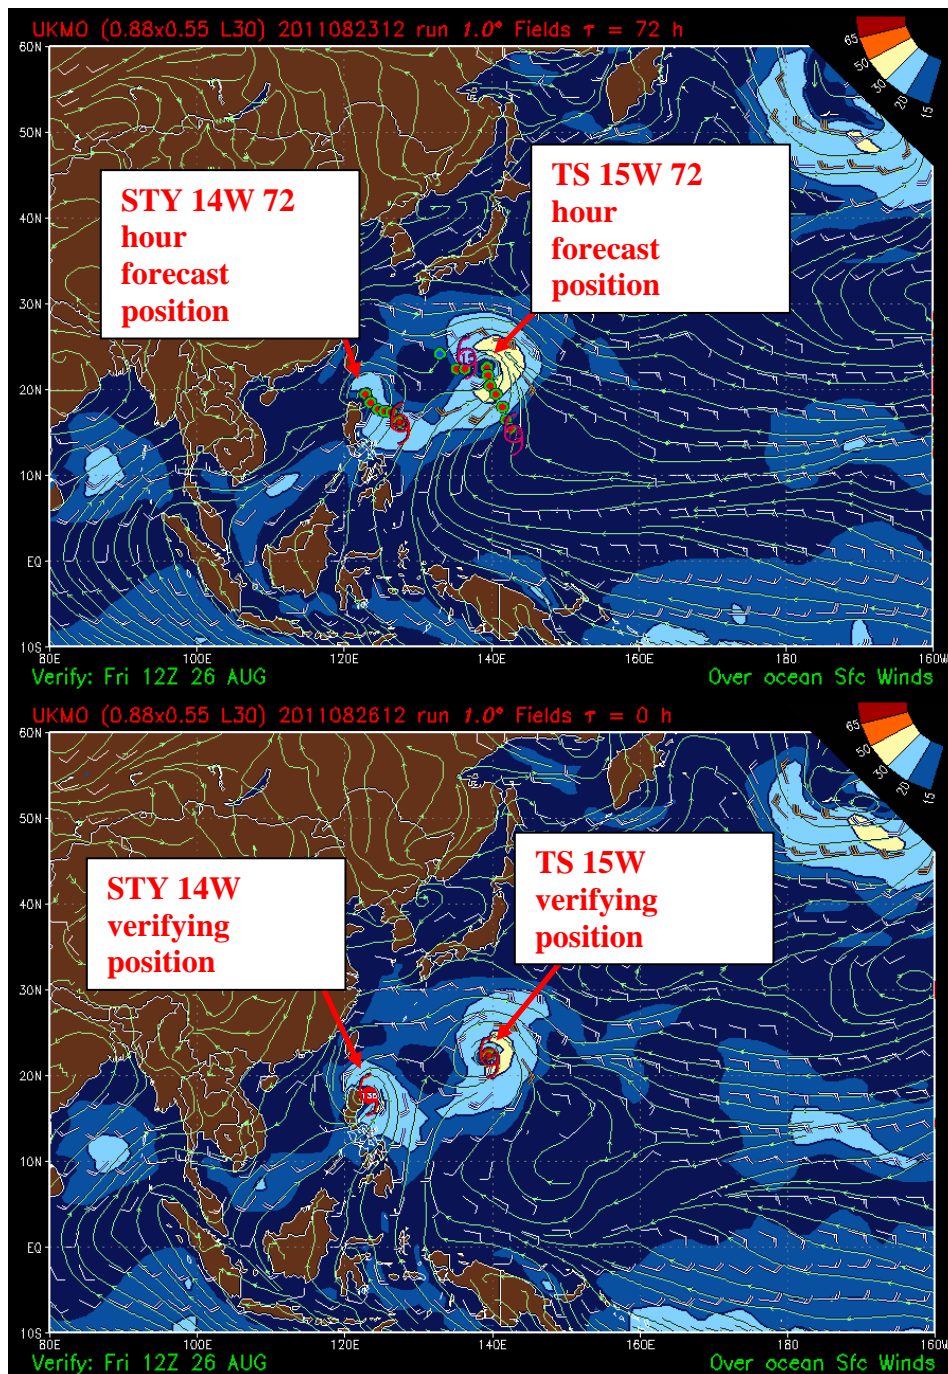 UKMO (0.88x0.55 L30) 2011082312 run 1.0° Fields τ = 72 h
60N
65
50
30
20
15
50N
STY 14W 72
hour
forecast
position
TS 15W 72
hour
forecast
position
40N
30N
20N
10N
EQ
10S
80E
100E
120E
140E
160E
180
160W
Verify: Fri 12Z 26 AUG
Over ocean Sfc Winds
UKMO (0.88x0.55 L30) 2011082612 run 1.0° Fields τ = 0 h
60N
65
50
30
20
15
50N
STY 14W
verifying
position
TS 15W
verifying
position
40N
30N
20N
10N
EQ
10S
80E
100E
120E
140E
160E
180
160W
Verify: Fri 12Z 26 AUG
Over ocean Sfc Winds